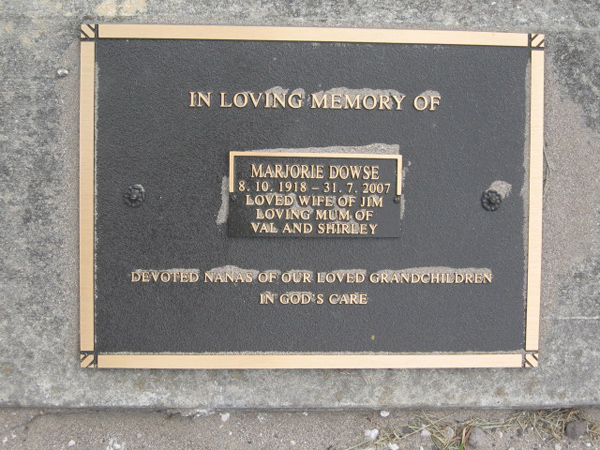 IN LOVING MEMORY OF
MARJORIE DOWSE
8. 10. 1918 – 31. 7. 2007
LOVED WIFE OF JIM
LOVING MUM OF
VAL AND SHIRLEY
DEVOTED NANAS OF OUR LOVED GRANDCHILDREN
IN GOD'S CARE